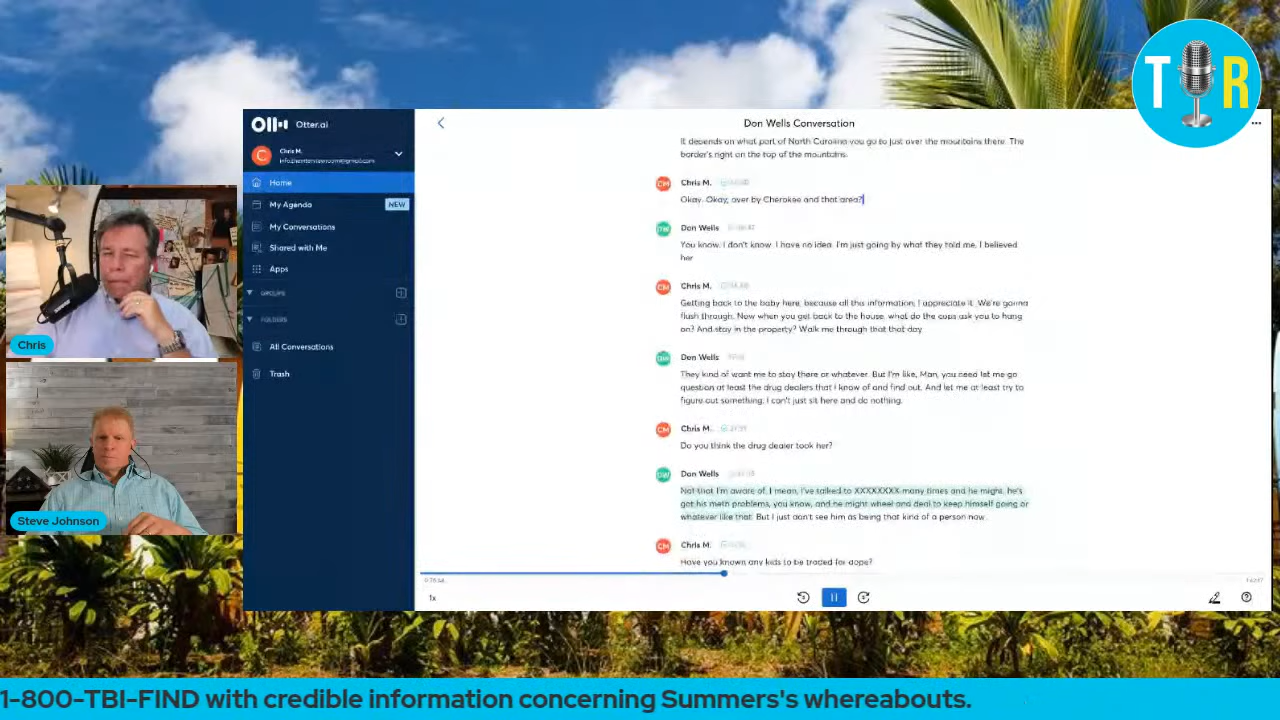 T R
Otter.ai
Chris M.
Home
My Agenda
NEW
My Conversations
Shared with Me
Apps
GROUPS
FOLDERS
All Conversations
Trash
Don Wells Conversation
It depends on what part of North Carolina you go to just over the mountains there. The
border's right on the top of the mountains.
Chris M.
Okay. Okay, over by Cherokee and that area?
Don Wells
You know. I don't know. I have no idea. I'm just going by what they told me, I believed
her
Chris M.
Getting back to the baby here, because all this information, I appreciate it. We're gonna
flash through. Now when you get back to the house, what do the cops ask you to hang
on? And stay in the property? Walk me through that that day.
Don Wells
They kind of want me to stay there or whatever. But I'm like, Man, you need let me go
question at least the drug dealers that I know of and find out. And let me at least try to
figure out something. I can't just sit here and do nothing.
Chris M.
Do you think the drug dealer took her?
Don Wells
Not that I'm aware of. I mean, I've talked to XXXXXXXX many times and he might, he's
got his meth problems, you know, and he might wheel and deal to keep himself going or
whatever like that. But I just don't see him as being that kind of a person now.
Chris M.
Have you known any kids to be traded for dope?
1x
Chris
Steve Johnson
1-800-TBI-FIND with credible information concerning Summers's whereabouts.